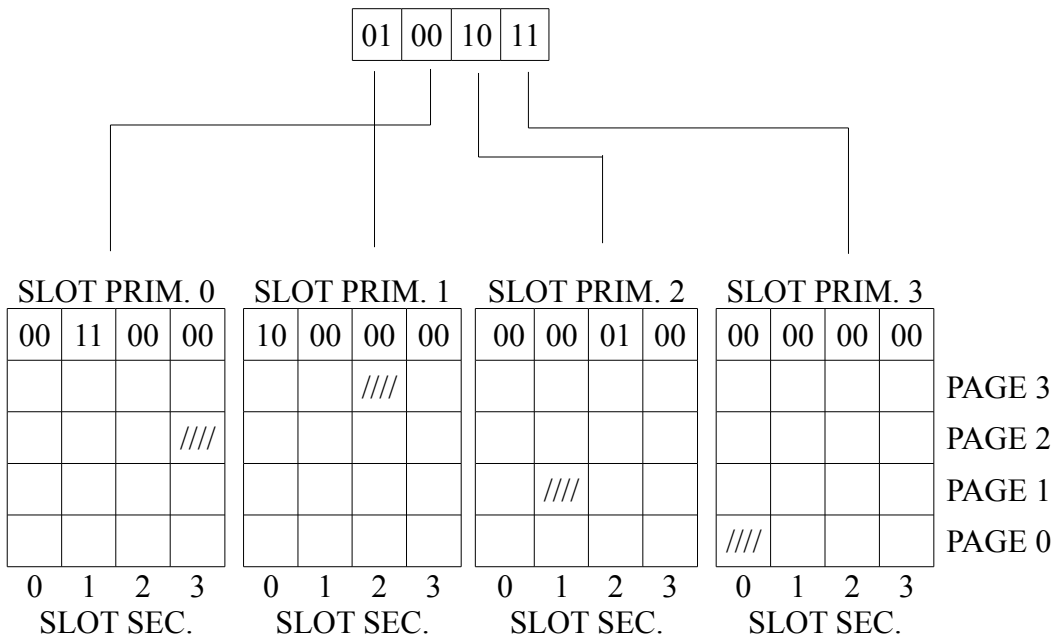 01 00 10 11
SLOT PRIM. 0 SLOT PRIM. 1 SLOT PRIM. 2 SLOT PRIM. 3
00 11 00 00 10 00 00 00 00 00 01 00 00 00 00 00
//// PAGE 3
//// PAGE 2
//// PAGE 1
//// PAGE 0
0 1 2 3 0 1 2 3 0 1 2 3 0 1 2 3
SLOT SEC. SLOT SEC. SLOT SEC. SLOT SEC.